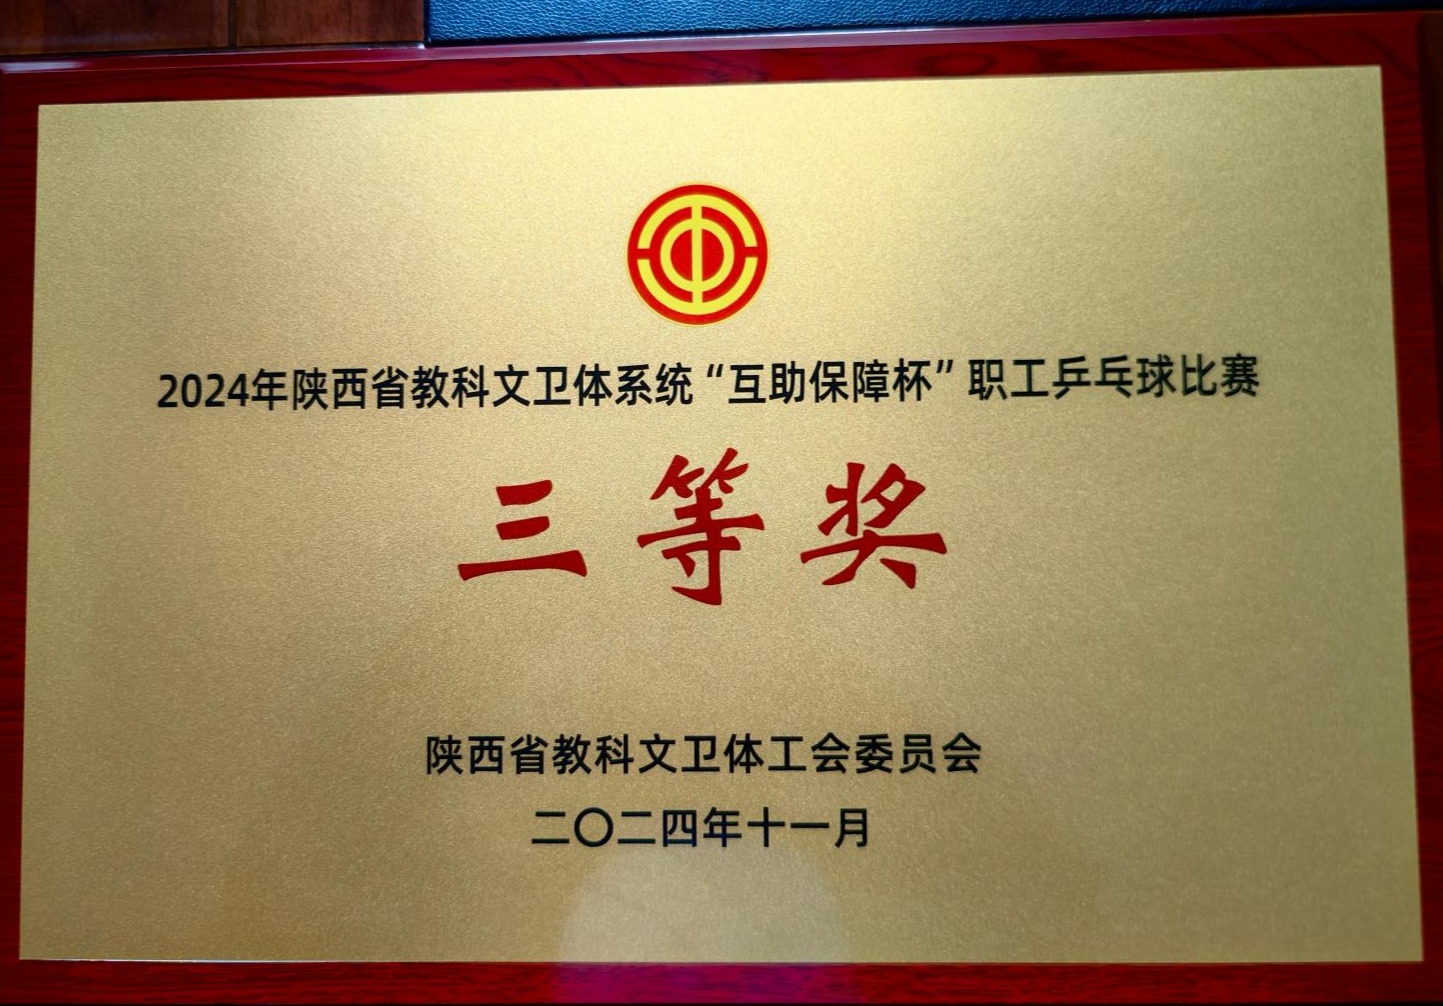 2024年陕西省教科文卫体系统“互助保障杯”职工乒乓球比赛
三等奖
陕西省教科文卫体工会委员会
二〇二四年十一月